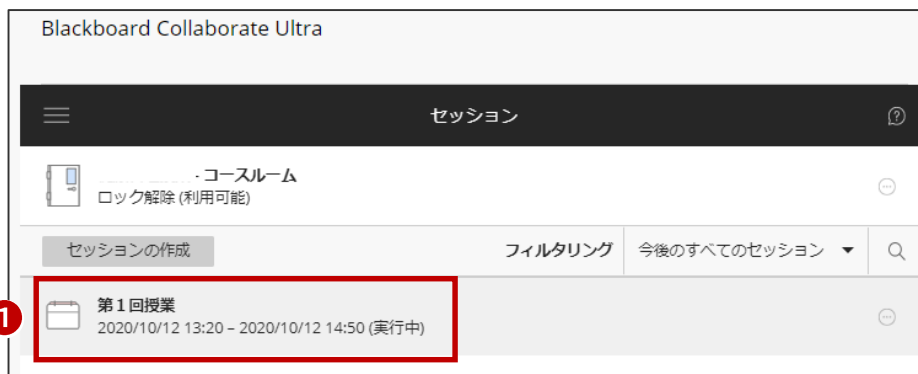 Blackboard Collaborate Ultra
セッション
- コースルーム
ロック解除 (利用可能)
セッションの作成 フィルタリング 今後のすべてのセッション
第1回授業
2020/10/12 13:20 – 2020/10/12 14:50 (実行中)
1